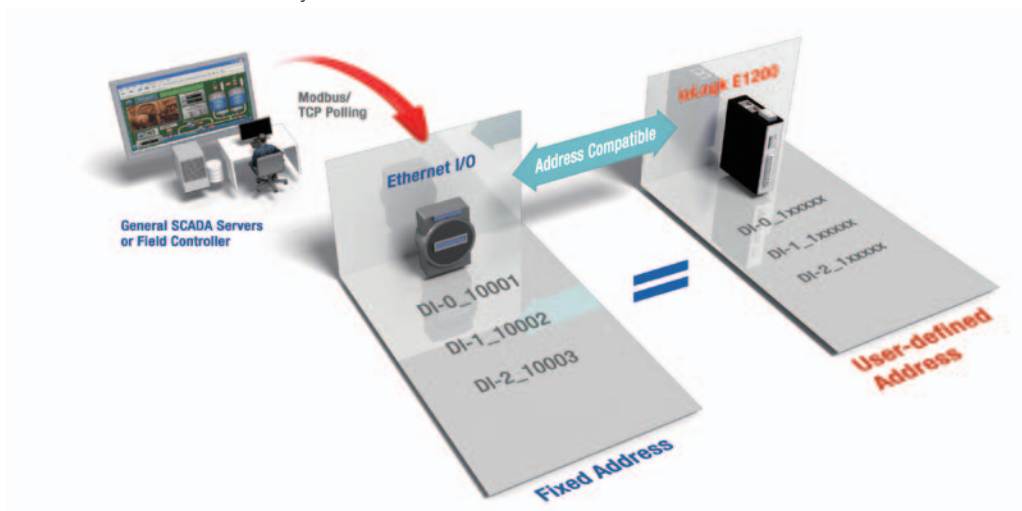 Modbus/
TCP Polling
General SCADA Servers
or Field Controller
Ethernet I/O
Address Compatible
ioLogik E1200
DI-0_10001
DI-1_10002
DI-2_10003
Fixed Address
DI-0_1xxxxx
DI-1_1xxxxx
DI-2_1xxxxx
User-defined
Address